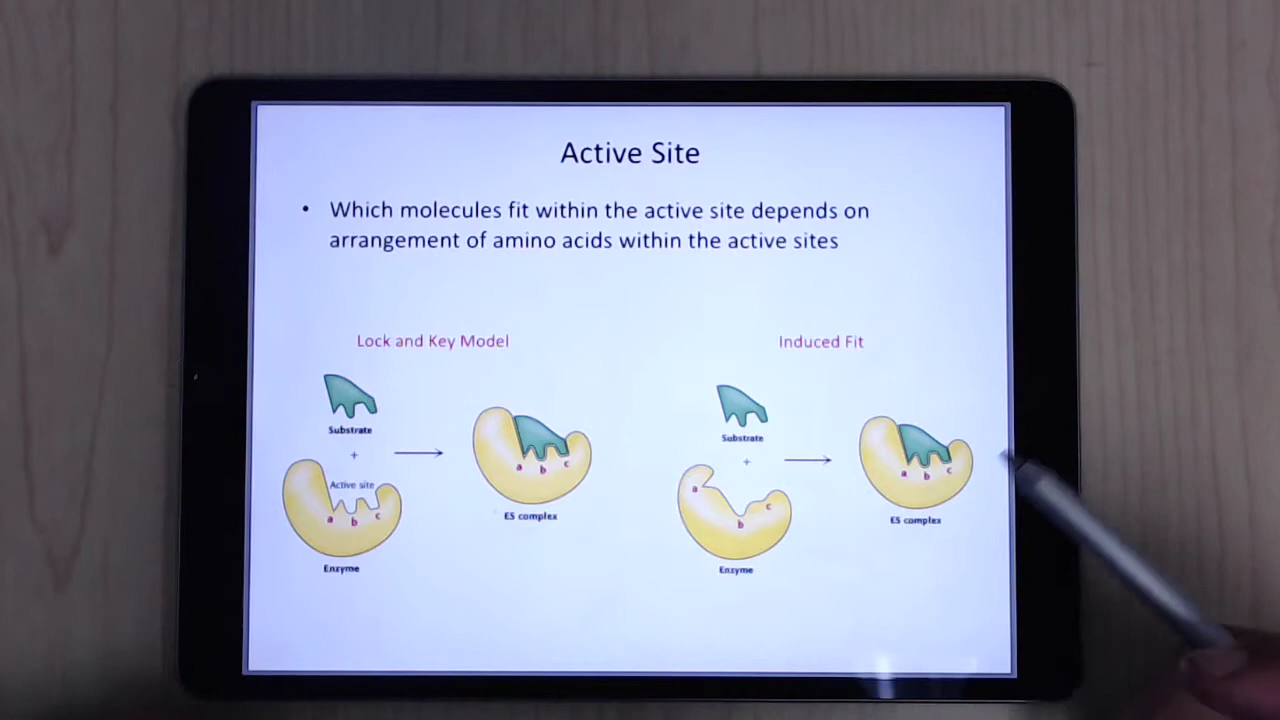 Active Site
• Which molecules fit within the active site depends on
arrangement of amino acids within the active sites
Lock and Key Model
Substrate
+
Active site
a b c
Enzyme
a b c
ES complex
Induced Fit
Substrate
+
a
b
c
Enzyme
a b c
ES complex